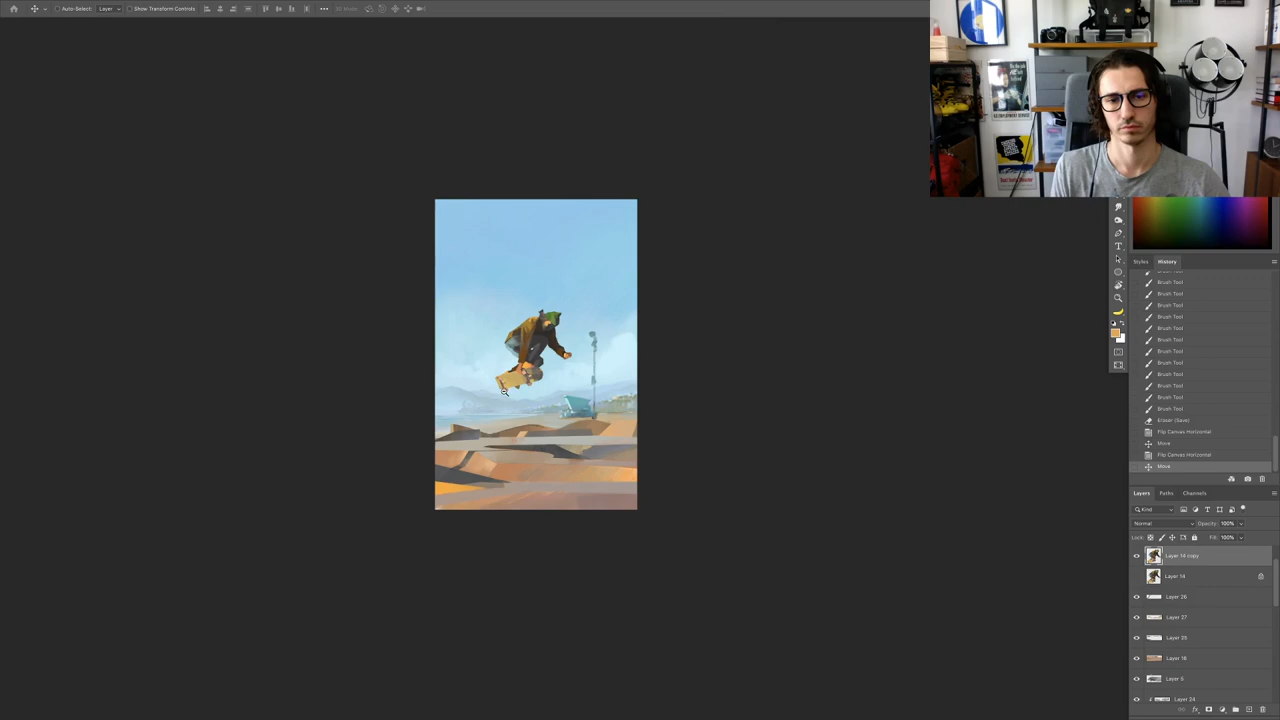 Auto-Select: Layer Show Transform Controls
Styles History
Brush Tool
Brush Tool
Brush Tool
Brush Tool
Brush Tool
Brush Tool
Brush Tool
Brush Tool
Brush Tool
Brush Tool
Brush Tool
Brush Tool
Eraser (Save)
Flip Canvas Horizontal
Move
Flip Canvas Horizontal
Move
Layers Paths Channels
Kind
Normal Opacity: 100%
Lock: Fill: 100%
Layer 14 copy
Layer 14
Layer 26
Layer 27
Layer 25
Layer 18
Layer 5
Layer 24